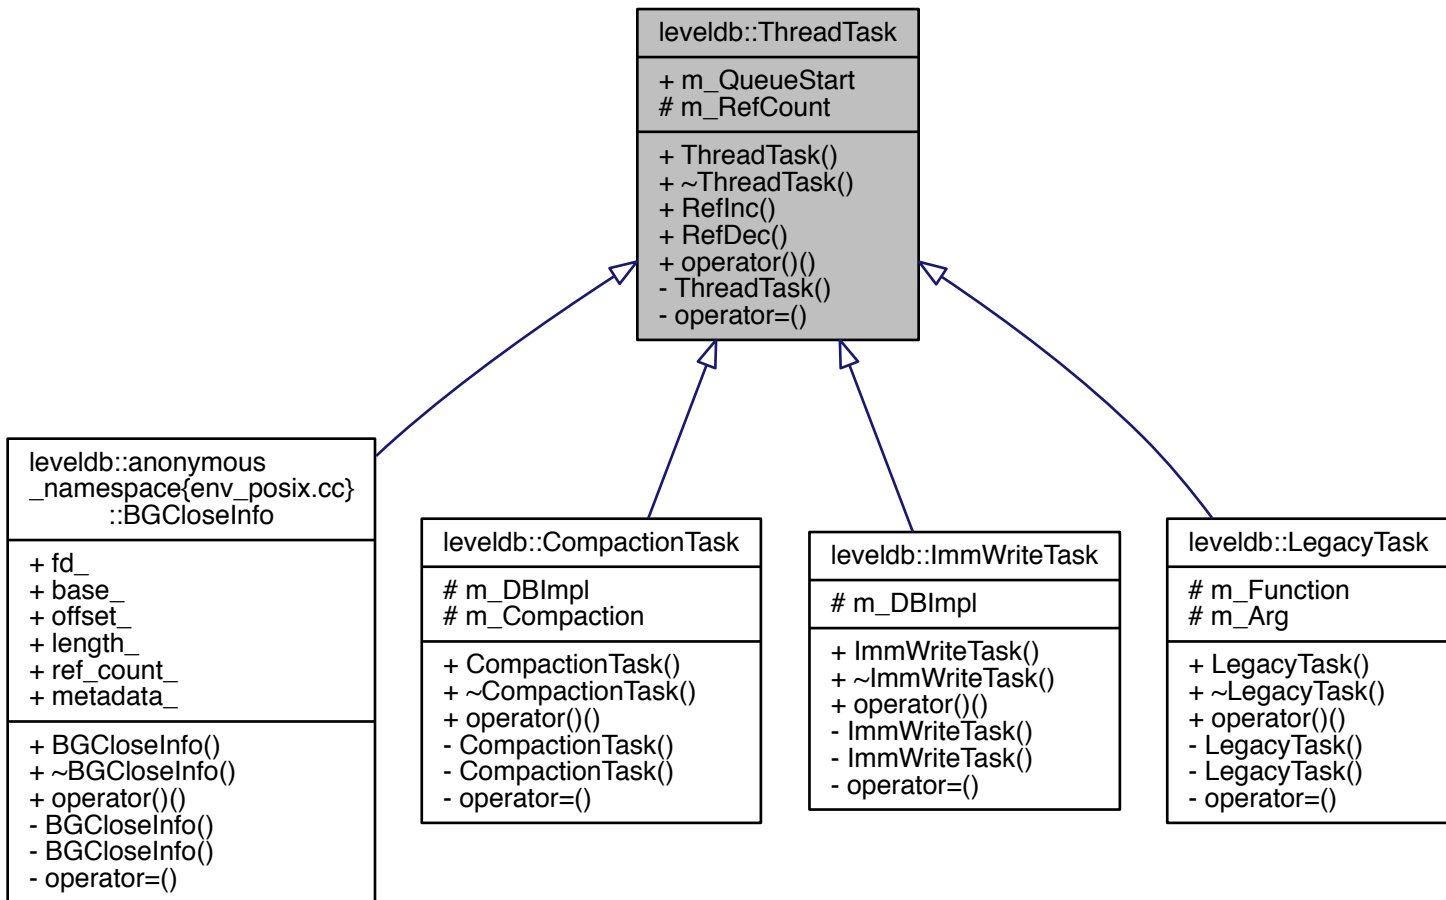 leveldb::ThreadTask
+ m_QueueStart
# m_RefCount
+ ThreadTask()
+ ~ThreadTask()
+ RefInc()
+ RefDec()
+ operator()()
- ThreadTask()
- operator=()
leveldb::anonymous
_namespace{env_posix.cc}
::BGCloseInfo
+ fd_
+ base_
+ offset_
+ length_
+ ref_count_
+ metadata_
+ BGCloseInfo()
+ ~BGCloseInfo()
+ operator()()
- BGCloseInfo()
- BGCloseInfo()
- operator=()
leveldb::CompactionTask
# m_DBImpl
# m_Compaction
+ CompactionTask()
+ ~CompactionTask()
+ operator()()
- CompactionTask()
- CompactionTask()
- operator=()
leveldb::ImmWriteTask
# m_DBImpl
+ ImmWriteTask()
+ ~ImmWriteTask()
+ operator()()
- ImmWriteTask()
- ImmWriteTask()
- operator=()
leveldb::LegacyTask
# m_Function
# m_Arg
+ LegacyTask()
+ ~LegacyTask()
+ operator()()
- LegacyTask()
- LegacyTask()
- operator=()